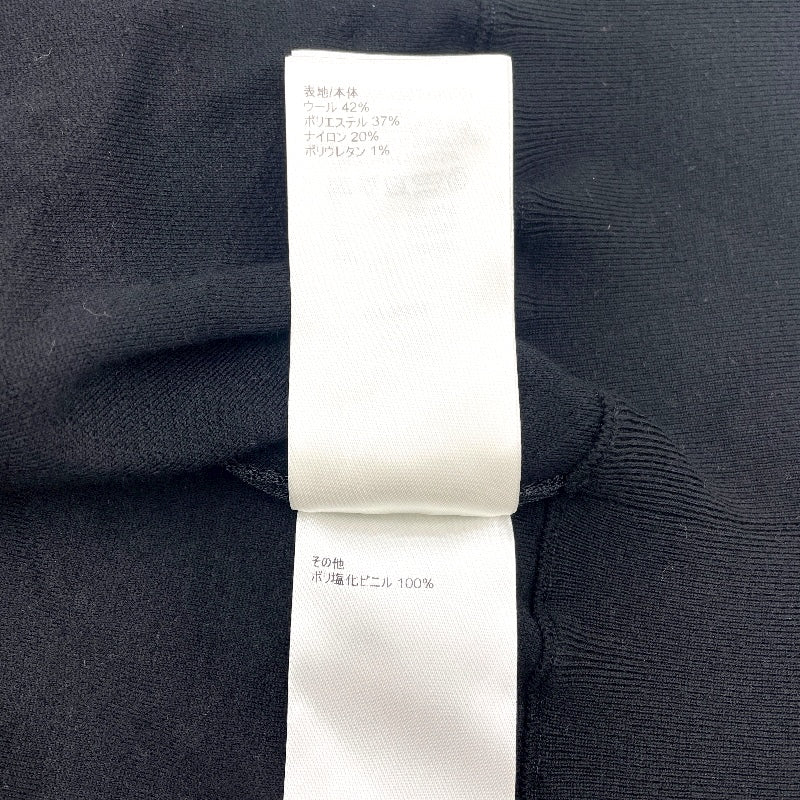 表地/本体
ウール 42%
ポリエステル 37%
ナイロン 20%
ポリウレタン 1%
その他
ポリ塩化ビニル 100%